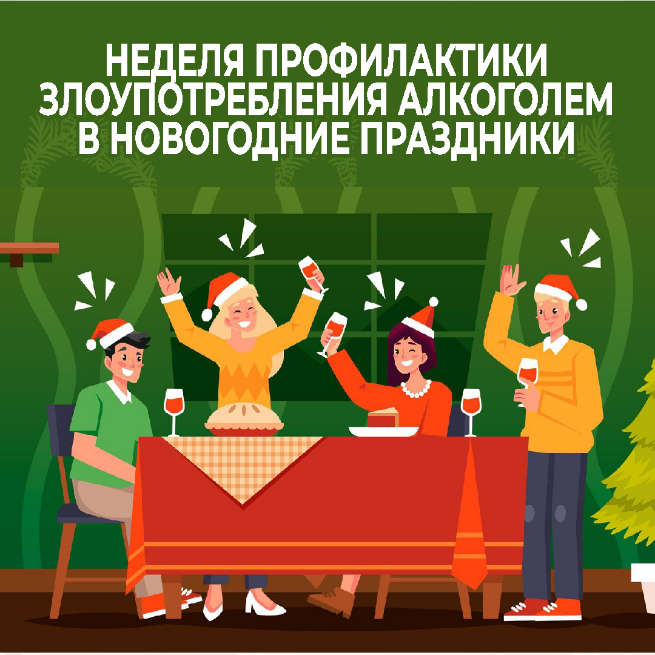 НЕДЕЛЯ ПРОФИЛАКТИКИ
ЗЛОУПОТРЕБЛЕНИЯ АЛКОГОЛЕМ
В НОВОГОДНИЕ ПРАЗДНИКИ